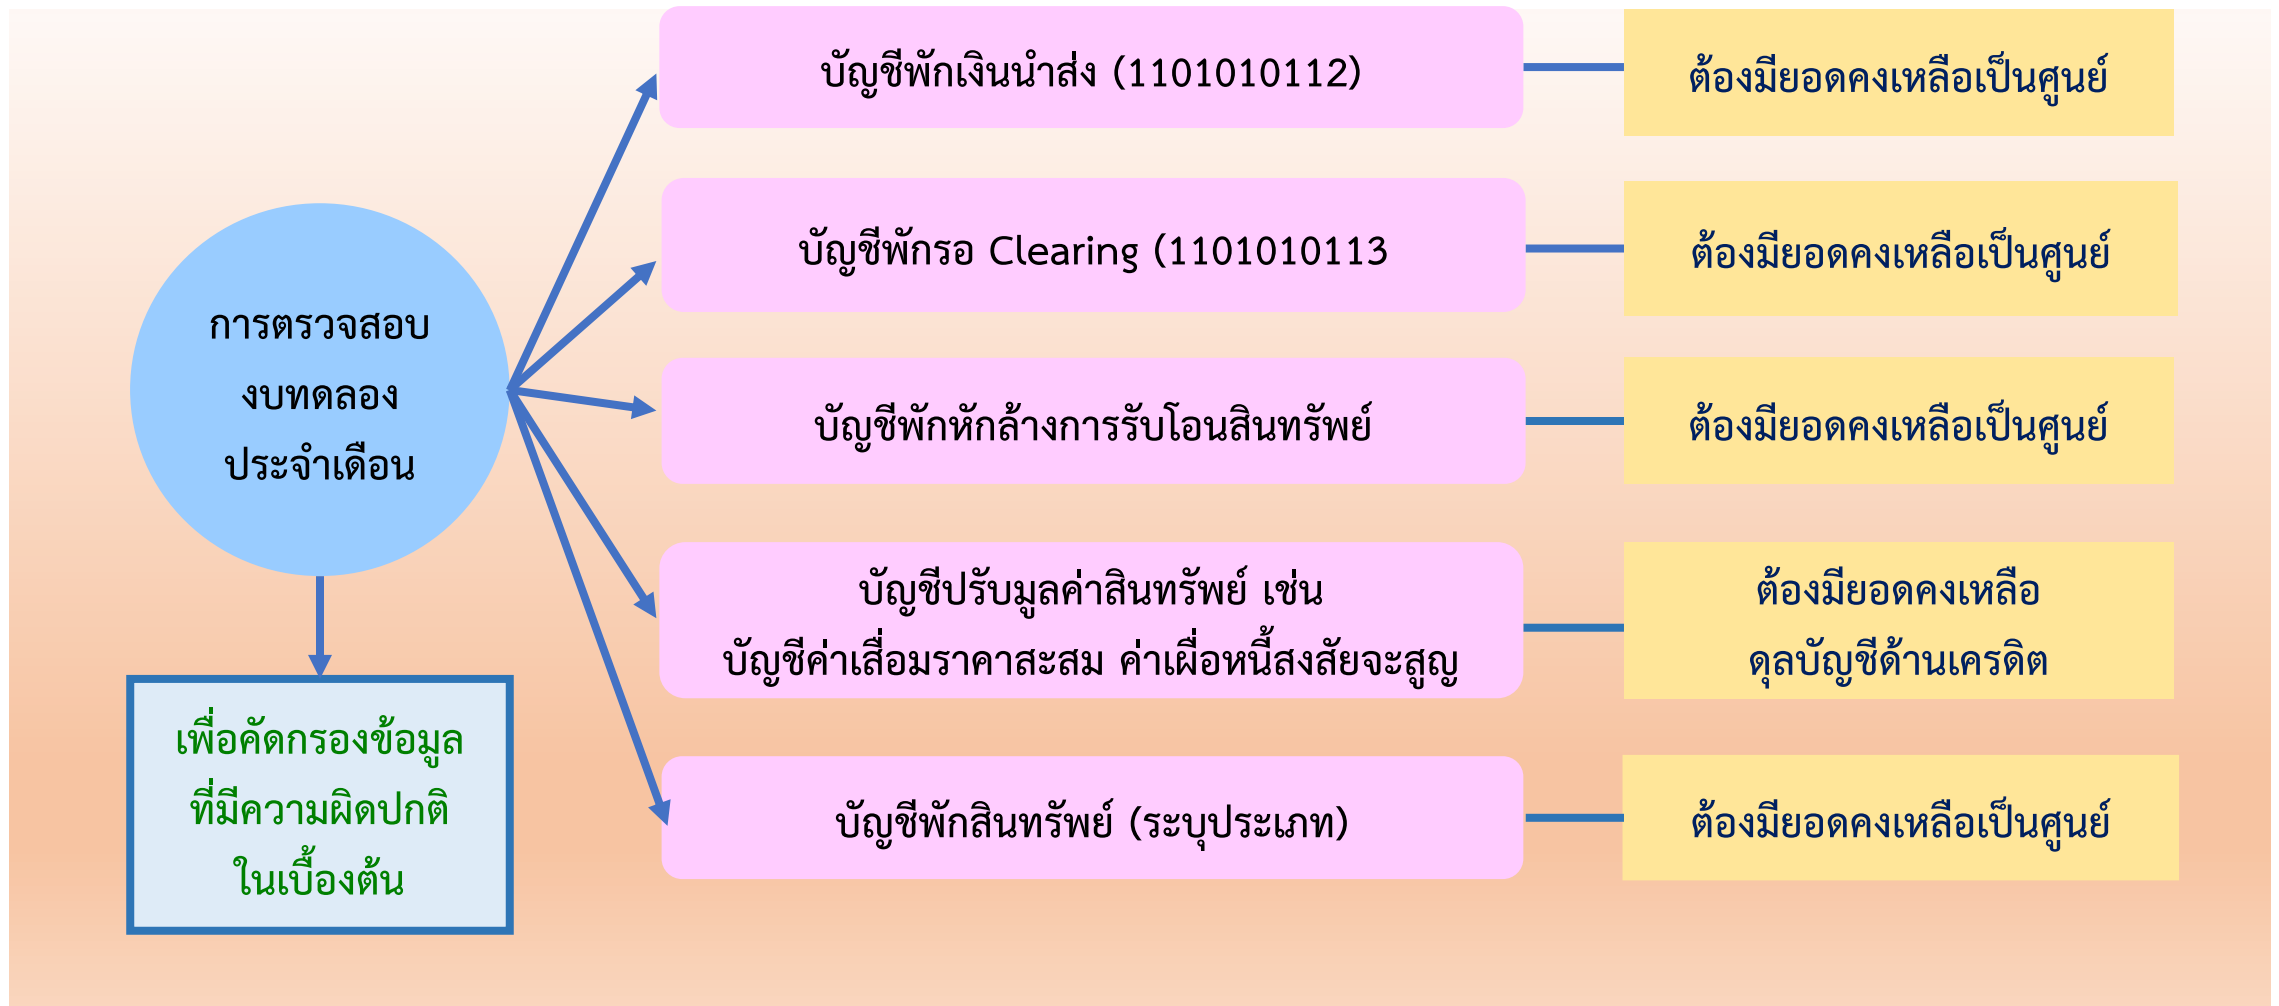 บัญชีพักเงินนำส่ง (1101010112)
ต้องมียอดคงเหลือเป็นศูนย์
บัญชีพักรอ Clearing (1101010113
ต้องมียอดคงเหลือเป็นศูนย์
การตรวจสอบ
งบทดลอง
ประจำเดือน
บัญชีพักหักล้างการรับโอนสินทรัพย์
ต้องมียอดคงเหลือเป็นศูนย์
บัญชีปรับมูลค่าสินทรัพย์ เช่น
บัญชีค่าเสื่อมราคาสะสม ค่าเผื่อหนี้สงสัยจะสูญ
ต้องมียอดคงเหลือ
ดุลบัญชีด้านเครดิต
เพื่อคัดกรองข้อมูล
ที่มีความผิดปกติ
ในเบื้องต้น
บัญชีพักสินทรัพย์ (ระบุประเภท)
ต้องมียอดคงเหลือเป็นศูนย์